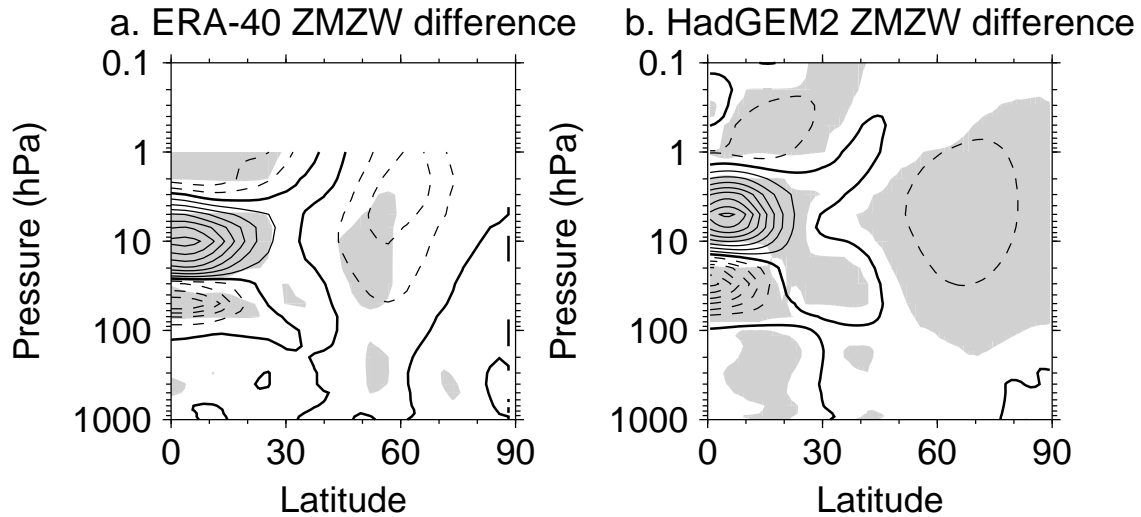 a. ERA-40 ZMZW difference
0.1
1
10
100
1000
Pressure (hPa)
0 30 60 90
Latitude
b. HadGEM2 ZMZW difference
0.1
1
10
100
1000
Pressure (hPa)
0 30 60 90
Latitude